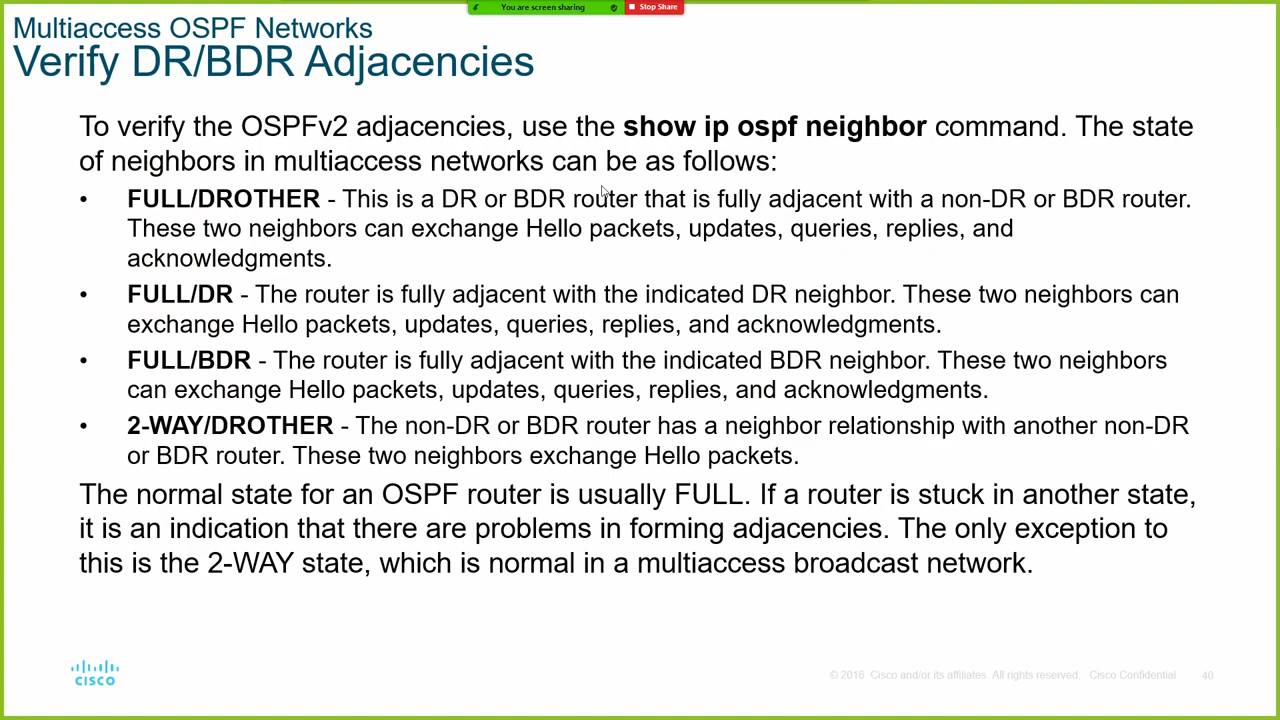 You are screen sharing
Stop Share
Multiaccess OSPF Networks
Verify DR/BDR Adjacencies
To verify the OSPFv2 adjacencies, use the show ip ospf neighbor command. The state
of neighbors in multiaccess networks can be as follows:
• FULL/DROTHER - This is a DR or BDR router that is fully adjacent with a non-DR or BDR router.
These two neighbors can exchange Hello packets, updates, queries, replies, and
acknowledgments.
• FULL/DR - The router is fully adjacent with the indicated DR neighbor. These two neighbors can
exchange Hello packets, updates, queries, replies, and acknowledgments.
• FULL/BDR - The router is fully adjacent with the indicated BDR neighbor. These two neighbors
can exchange Hello packets, updates, queries, replies, and acknowledgments.
• 2-WAY/DROTHER - The non-DR or BDR router has a neighbor relationship with another non-DR
or BDR router. These two neighbors exchange Hello packets.
The normal state for an OSPF router is usually FULL. If a router is stuck in another state,
it is an indication that there are problems in forming adjacencies. The only exception to
this is the 2-WAY state, which is normal in a multiaccess broadcast network.
CISCO
© 2016 Cisco and/or its affiliates. All rights reserved. Cisco Confidential 40